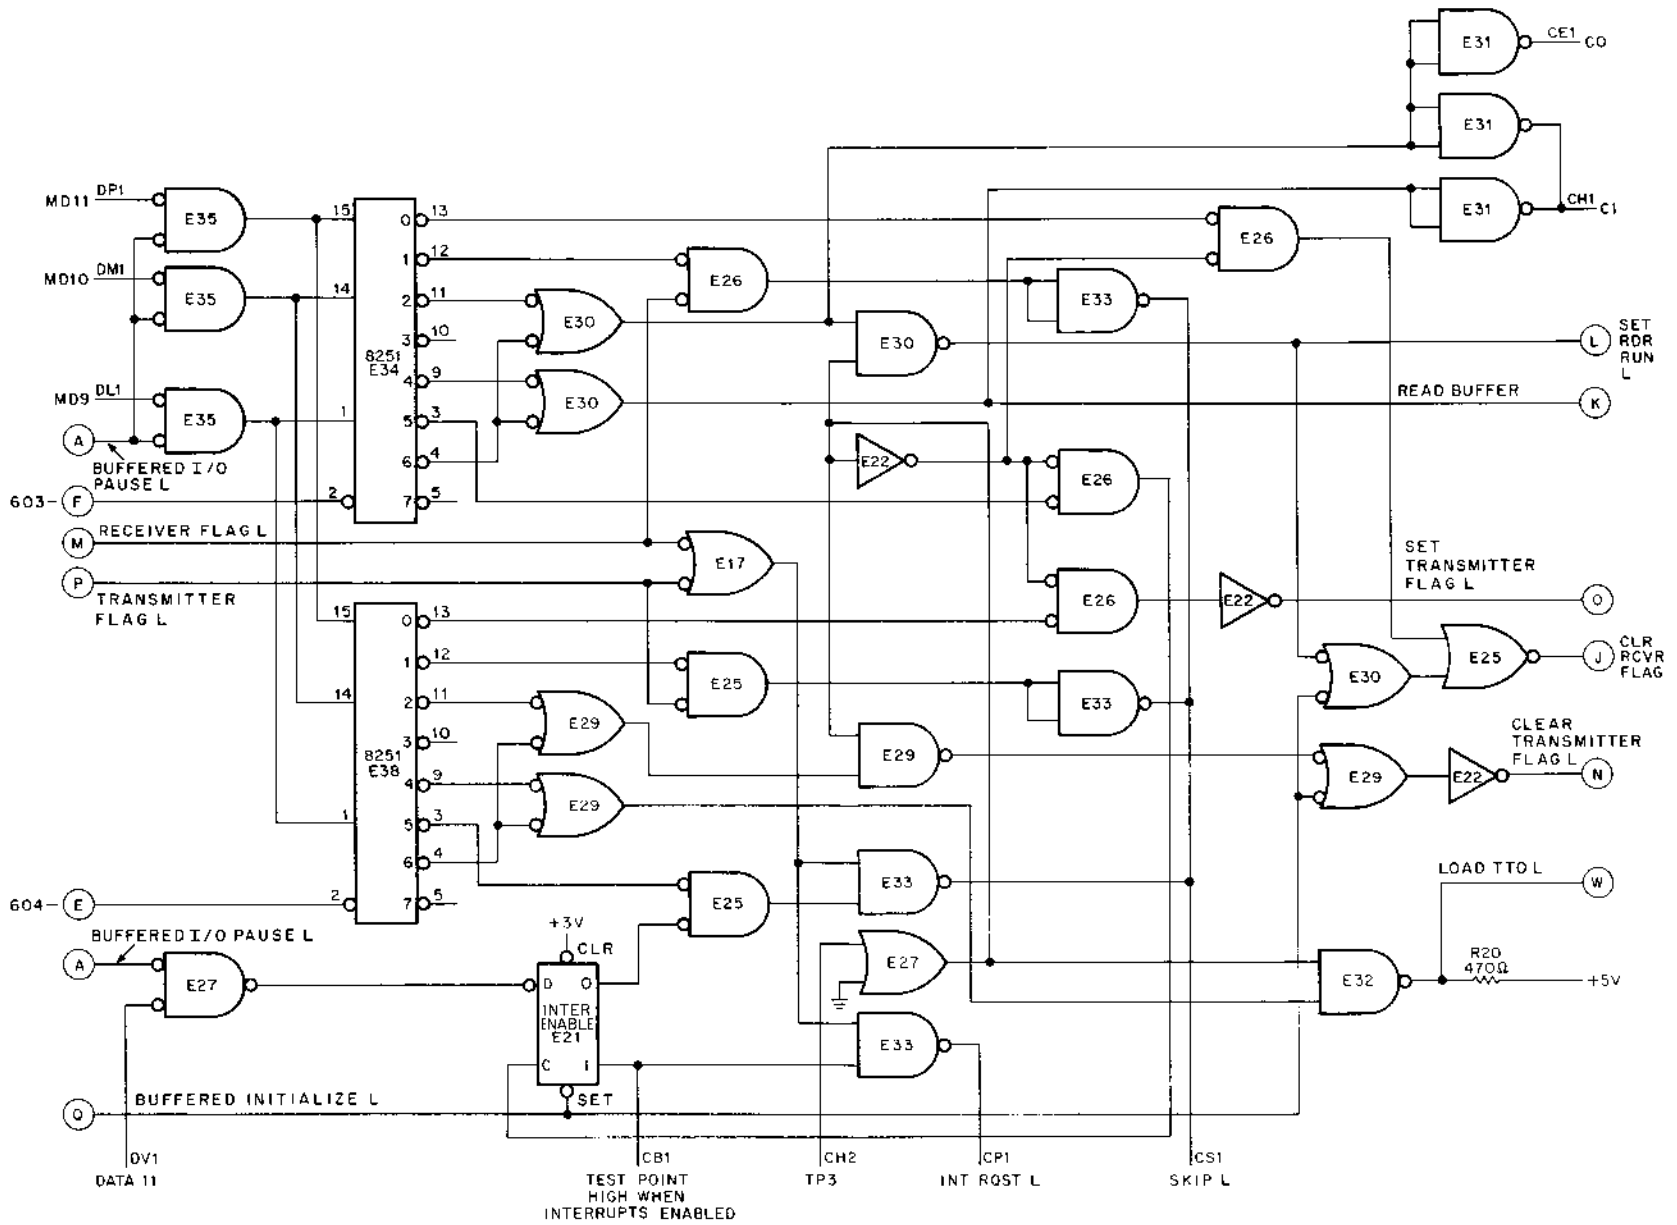 E31
CE1
C0
E31
E31
CH1
C1
MD11
DP1
E35
15
0
13
E26
1
12
E26
MD10
DM1
E35
14
2
11
E30
E33
3
10
E30
L
SET
RDR
RUN
L
8251
E34
4
9
E30
READ BUFFER
K
MD9
DL1
E35
1
5
3
A
BUFFERED I/O
PAUSE L
6
4
E22
E26
603-
F
2
7
5
M
RECEIVER FLAG L
E17
SET
TRANSMITTER
FLAG L
P
TRANSMITTER
FLAG L
E26
E22
O
15
0
13
1
12
E25
E30
E25
J
CLR
RCVR
FLAG
14
2
11
E29
E33
3
10
E29
CLEAR
TRANSMITTER
FLAG L
8251
E38
4
9
E29
E29
E22
N
1
5
3
6
4
E33
LOAD TTO L
W
604-
E
2
7
5
E25
BUFFERED I/O PAUSE L
+3V
CLR
A
E27
D
0
INTER
ENABLE
E21
E27
E32
R20
470Ω
+5V
C
1
E33
SET
Q
BUFFERED INITIALIZE L
DV1
DATA 11
CB1
TEST POINT
HIGH WHEN
INTERRUPTS ENABLED
CH2
TP3
CP1
INT RQST L
CS1
SKIP L